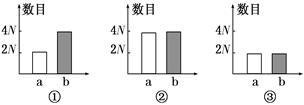 数目 数目 数目
4N 4N 4N
2N 2N 2N
a b a b a b
① ② ③